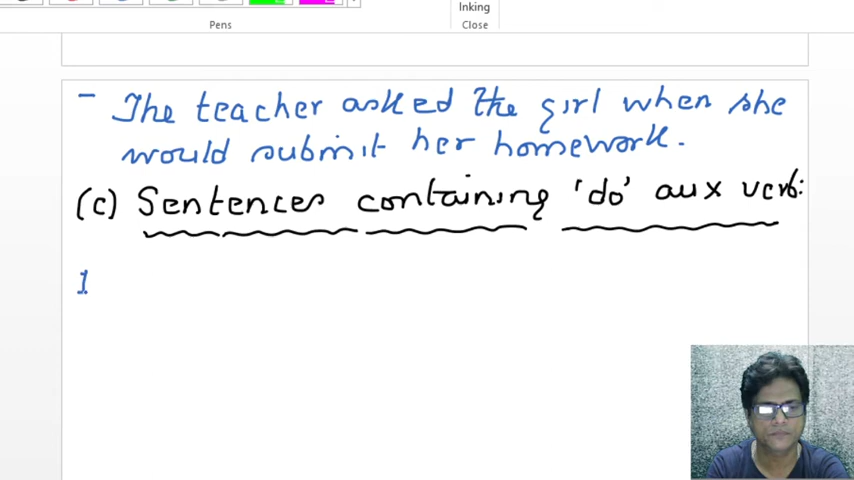 Inking
Pens
Close
- The teacher asked the girl when she
would submit her homework.
(c) Sentences containing 'do' aux verb:
1